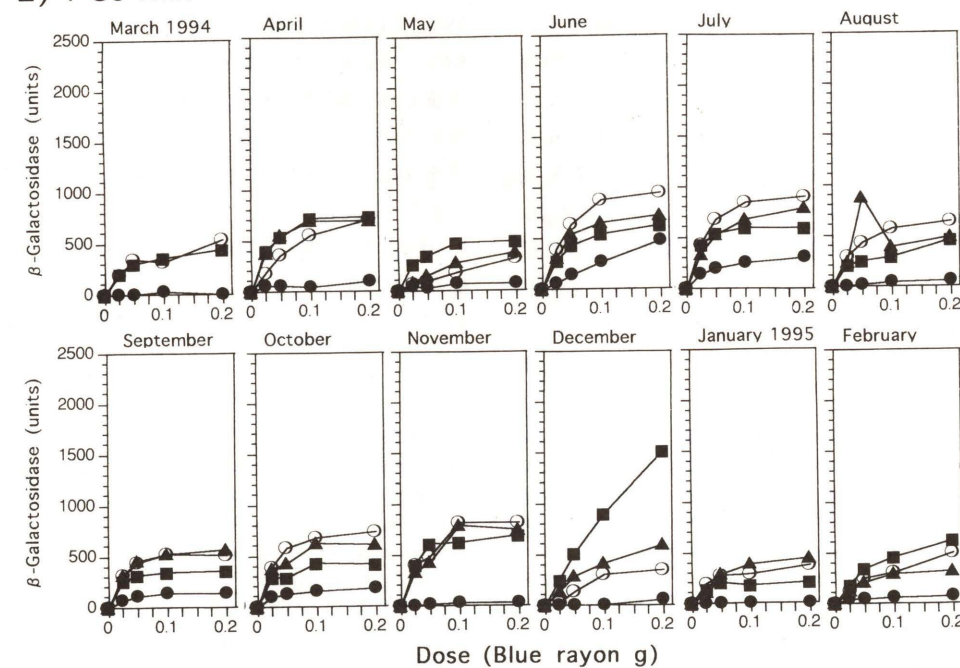 March 1994 April May June July August
β-Galactosidase (units)
2500
2000
1500
1000
500
0
0 0.1 0.2 0 0.1 0.2 0 0.1 0.2 0 0.1 0.2 0 0.1 0.2 0 0.1 0.2
September October November December January 1995 February
β-Galactosidase (units)
2500
2000
1500
1000
500
0
0 0.1 0.2 0 0.1 0.2 0 0.1 0.2 0 0.1 0.2 0 0.1 0.2 0 0.1 0.2
Dose (Blue rayon g)